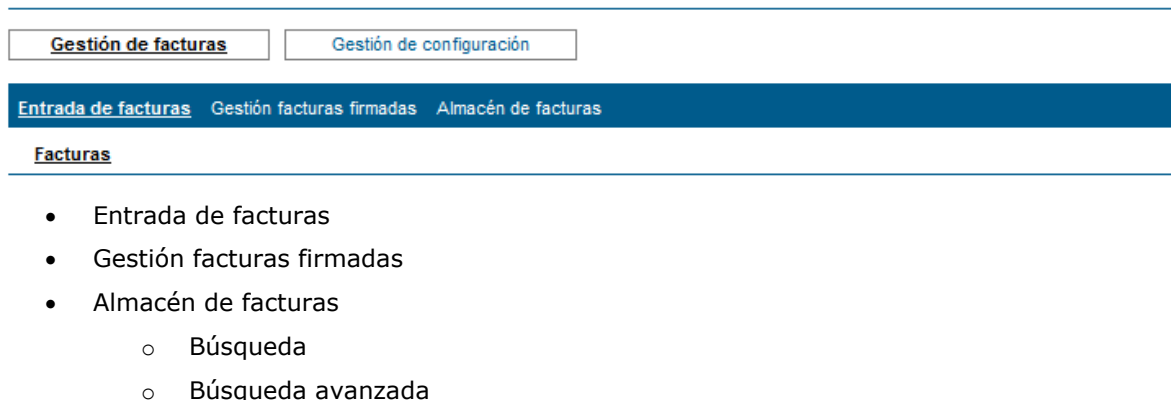 Gestión de facturas Gestión de configuración
Entrada de facturas Gestión facturas firmadas Almacén de facturas
Facturas
• Entrada de facturas
• Gestión facturas firmadas
• Almacén de facturas
o Búsqueda
o Búsqueda avanzada